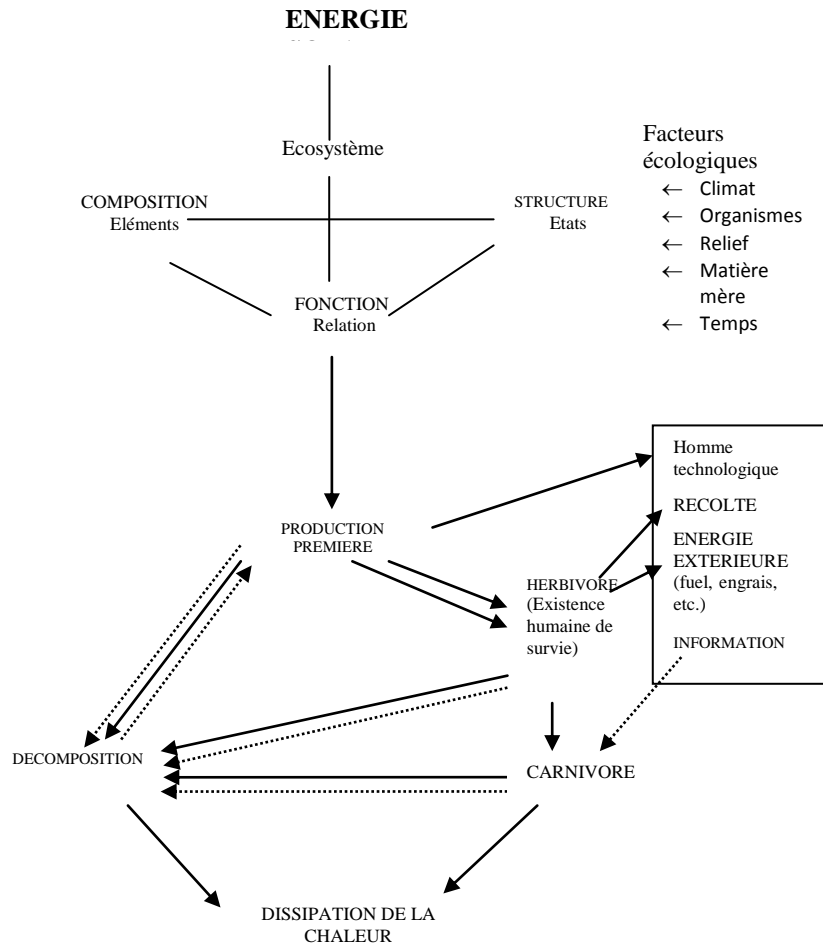 ENERGIE
Ecosystème
COMPOSITION
Eléments
STRUCTURE
Etats
FONCTION
Relation
Facteurs
écologiques
← Climat
← Organismes
← Relief
← Matière
mère
← Temps
Homme
technologique
RECOLTE
ENERGIE
EXTERIEURE
(fuel, engrais,
etc.)
INFORMATION
PRODUCTION
PREMIERE
HERBIVORE
(Existence
humaine de
survie)
DECOMPOSITION
CARNIVORE
DISSIPATION DE LA
CHALEUR